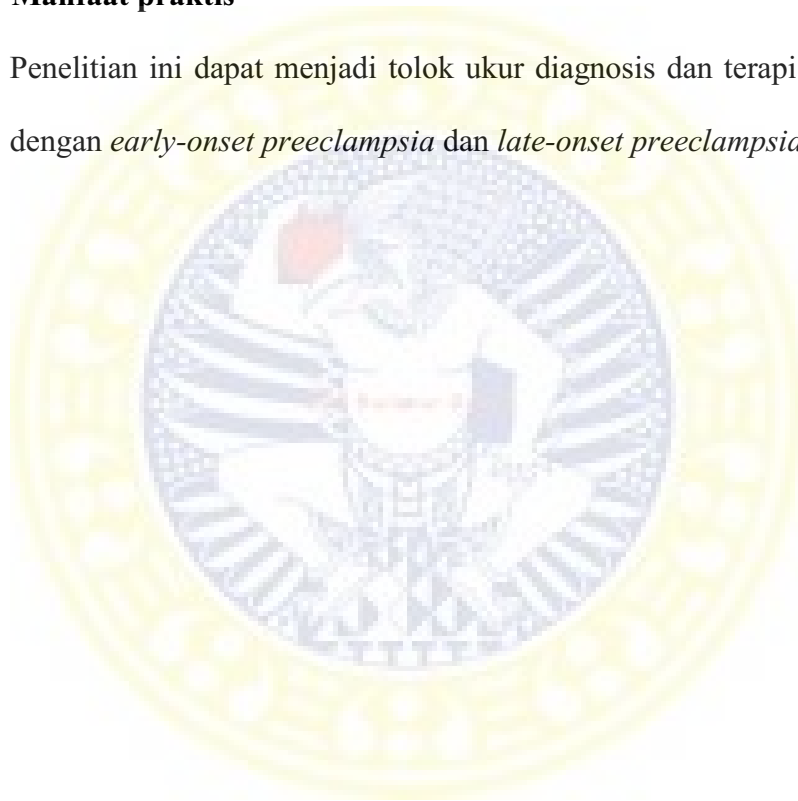 Manfaat praktis
Penelitian ini dapat menjadi tolok ukur diagnosis dan terapi
dengan early-onset preeclampsia dan late-onset preeclampsia